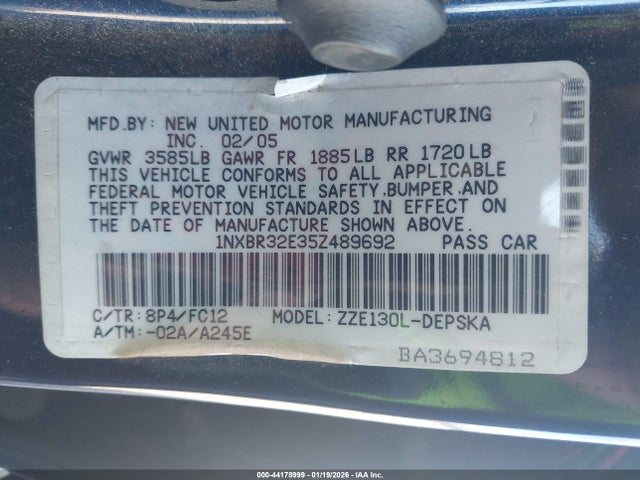 MFD.BY: NEW UNITED MOTOR MANUFACTURING
INC. 02/05
GVWR 3585LB GAWR FR 1885LB RR 1720LB
THIS VEHICLE CONFORMS TO ALL APPLICABLE
FEDERAL MOTOR VEHICLE SAFETY,BUMPER,AND
THEFT PREVENTION STANDARDS IN EFFECT ON
THE DATE OF MANUFACTURE SHOWN ABOVE.
1NXBR32E35Z489692 PASS CAR
C/TR: 8P4/FC12 MODEL: ZZE130L-DEPSKA
A/TM: -02A/A245E
BA3694812
000-44178999 - 01/19/2026 - IAA Inc.